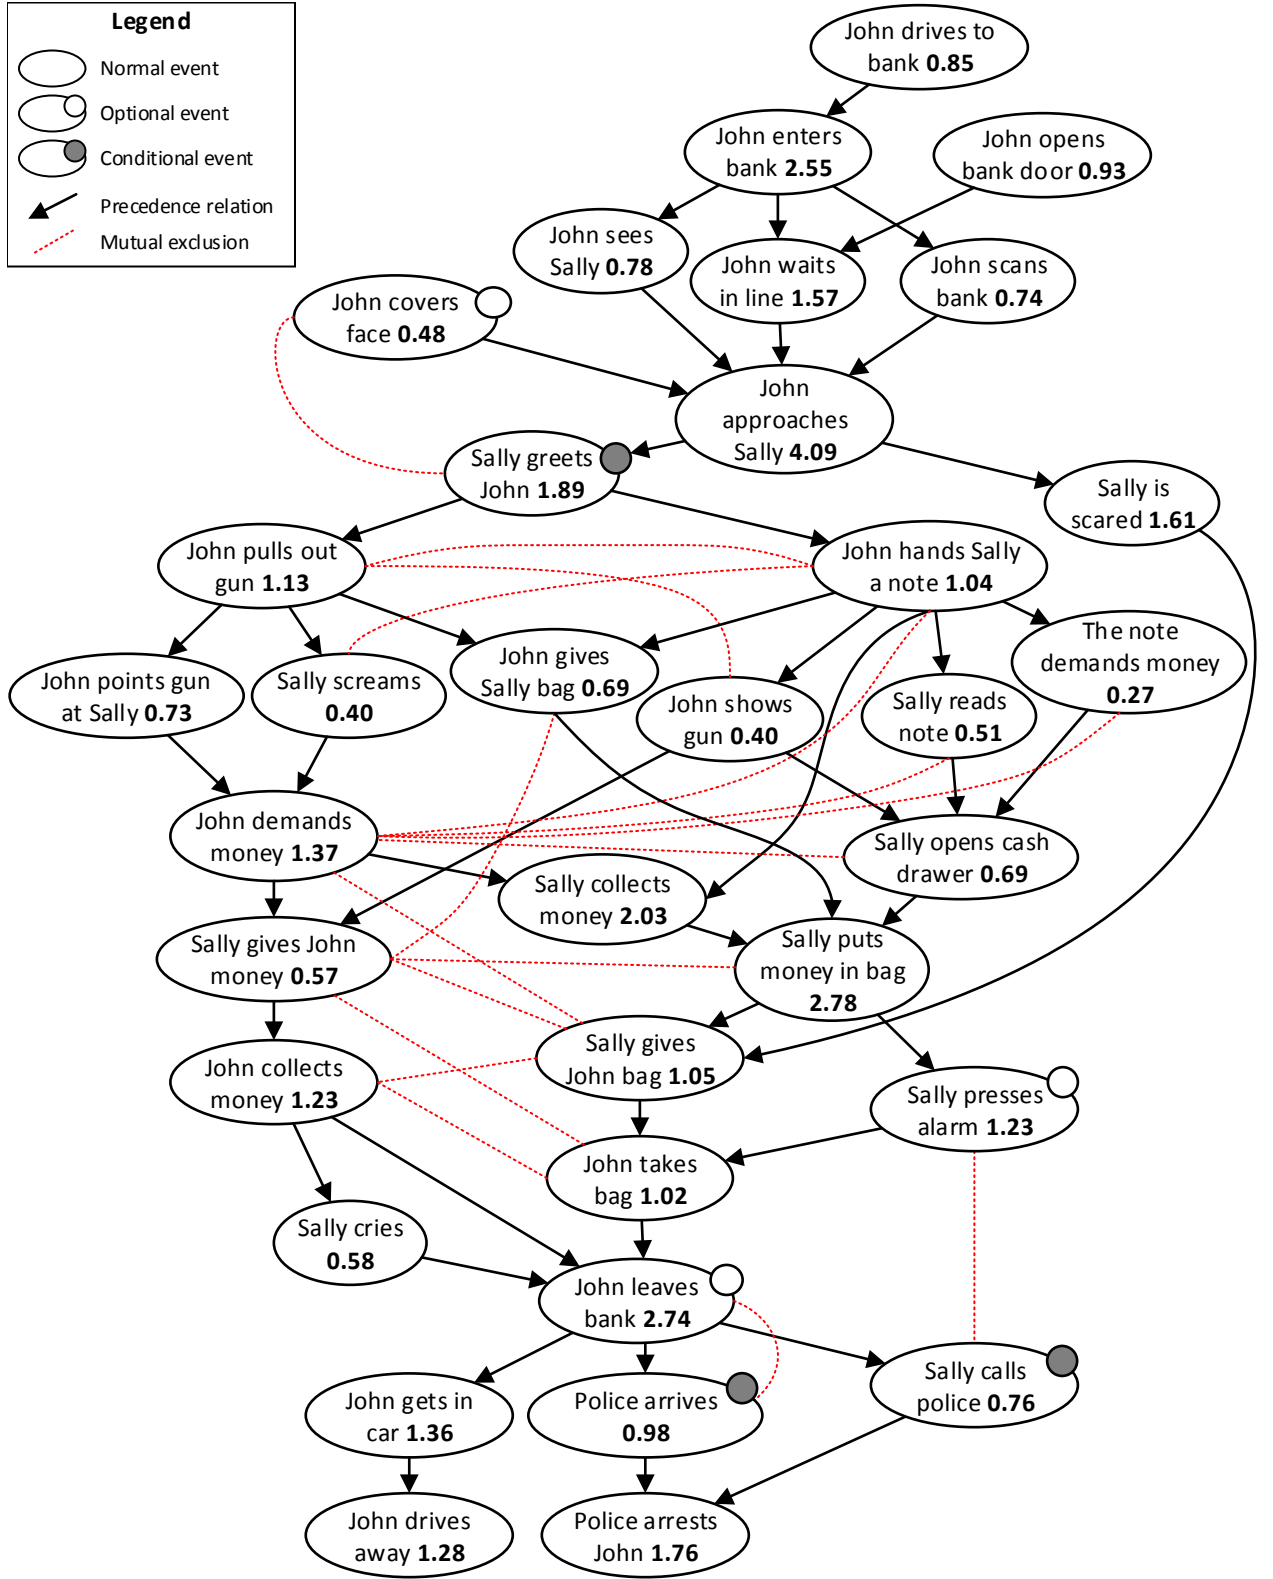 Legend
Normal event
Optional event
Conditional event
Precedence relation
Mutual exclusion
John drives to
bank 0.85
John enters
bank 2.55
John opens
bank door 0.93
John sees
Sally 0.78
John waits
in line 1.57
John scans
bank 0.74
John covers
face 0.48
John
approaches
Sally 4.09
Sally greets
John 1.89
Sally is
scared 1.61
John pulls out
gun 1.13
John hands Sally
a note 1.04
John points gun
at Sally 0.73
Sally screams
0.40
John gives
Sally bag 0.69
John shows
gun 0.40
Sally reads
note 0.51
The note
demands money
0.27
John demands
money 1.37
Sally collects
money 2.03
Sally opens cash
drawer 0.69
Sally gives John
money 0.57
Sally puts
money in bag
2.78
John collects
money 1.23
Sally gives
John bag 1.05
Sally presses
alarm 1.23
John takes
bag 1.02
Sally cries
0.58
John leaves
bank 2.74
Sally calls
police 0.76
John gets in
car 1.36
Police arrives
0.98
John drives
away 1.28
Police arrests
John 1.76